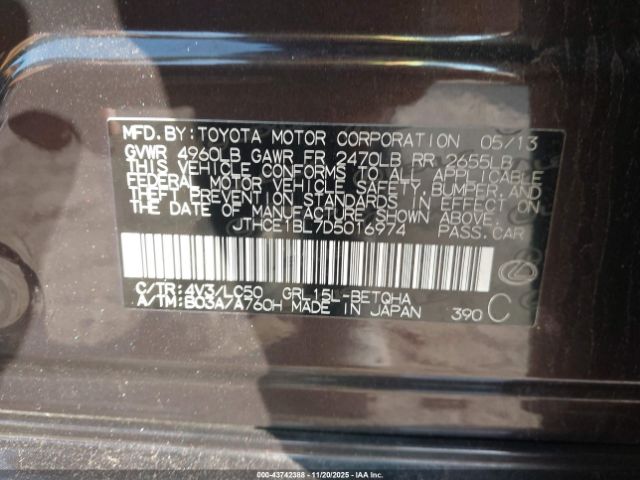 MFD. BY: TOYOTA MOTOR CORPORATION 05/13
GVWR 4960LB GAWR FR 2470LB RR 2655LB
THIS VEHICLE CONFORMS TO ALL APPLICABLE
FEDERAL MOTOR VEHICLE SAFETY, BUMPER, AND
THEFT PREVENTION STANDARDS IN EFFECT ON
THE DATE OF MANUFACTURE SHOWN ABOVE.
JTHCE1BL7D5016974 PASS. CAR
C/TR: 4V3/LC50 GRL15L-BETQHA
A/TM: B03A/A760H MADE IN JAPAN 390 C
000-43742388 - 11/20/2025 - IAA Inc.